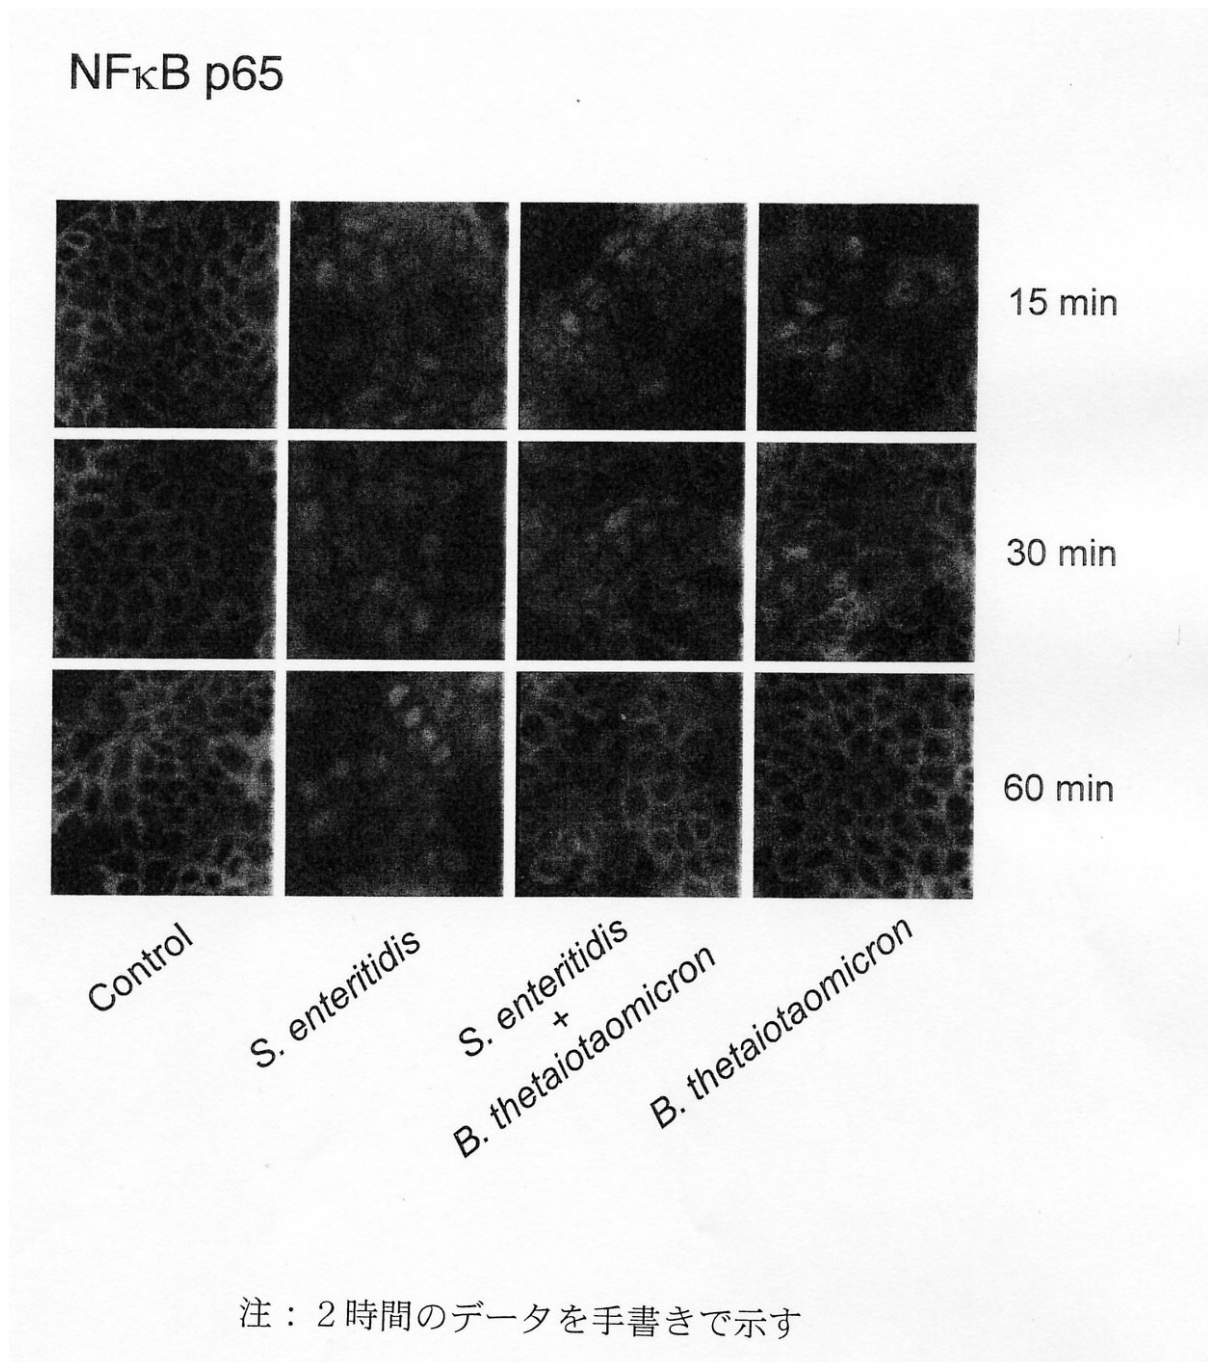 NFκB p65
15 min
30 min
60 min
Control
S. enteritidis
S. enteritidis
+
B. thetaiotaomicron
B. thetaiotaomicron
注：２時間のデータを手書きで示す